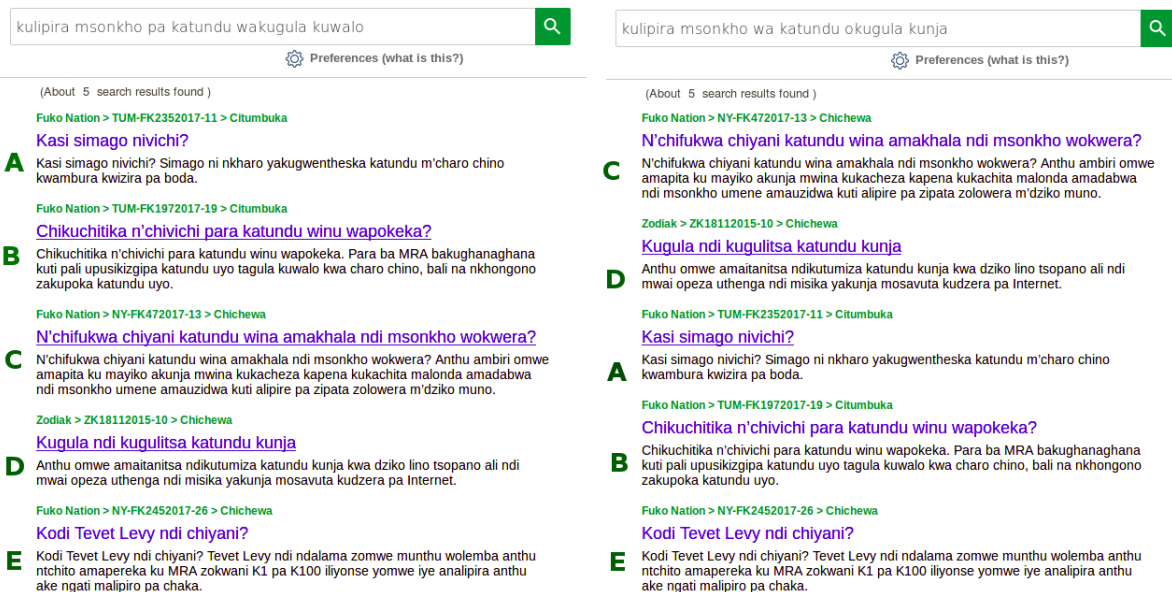 kulipira msonkho pa katundu wakugula kuwalo
Preferences (what is this?)
(About 5 search results found )
Fuko Nation > TUM-FK2352017-11 > Citumbuka
Kasi simago nivichi?
A
Kasi simago nivichi? Simago ni nkharo yakugwentheska katundu m'charo chino
kwambura kwizira pa boda.
Fuko Nation > TUM-FK1972017-19 > Citumbuka
Chikuchitika n'chivichi para katundu winu wapokeka?
B
Chikuchitika n'chivichi para katundu winu wapokeka. Para ba MRA bakughanaghana
kuti pali upusikizgipa katundu uyo tagula kuwalo kwa charo chino, bali na nkhongono
zakupoka katundu uyo.
Fuko Nation > NY-FK472017-13 > Chichewa
N'chifukwa chiyani katundu wina amakhala ndi msonkho wokwera?
C
N'chifukwa chiyani katundu wina amakhala ndi msonkho wokwera? Anthu ambiri omwe
amapita ku mayiko akunja mwina kukacheza kapena kukachita malonda amadabwa
ndi msonkho umene amauzidwa kuti alipire pa zipata zolowera m'dziko muno.
Zodiak > ZK18112015-10 > Chichewa
Kugula ndi kugulitsa katundu kunja
D
Anthu omwe amaitanitsa ndikutumiza katundu kunja kwa dziko lino tsopano ali ndi
mwai opeza uthenga ndi misika yakunja mosavuta kudzera pa Internet.
Fuko Nation > NY-FK2452017-26 > Chichewa
Kodi Tevet Levy ndi chiyani?
E
Kodi Tevet Levy ndi chiyani? Tevet Levy ndi ndalama zomwe munthu wolemba anthu
ntchito amapereka ku MRA zokwani K1 pa K100 iliyonse yomwe iye analipira anthu
ake ngati malipiro pa chaka.
kulipira msonkho wa katundu okugula kunja
Preferences (what is this?)
(About 5 search results found )
Fuko Nation > NY-FK472017-13 > Chichewa
N'chifukwa chiyani katundu wina amakhala ndi msonkho wokwera?
C
N'chifukwa chiyani katundu wina amakhala ndi msonkho wokwera? Anthu ambiri omwe
amapita ku mayiko akunja mwina kukacheza kapena kukachita malonda amadabwa
ndi msonkho umene amauzidwa kuti alipire pa zipata zolowera m'dziko muno.
Zodiak > ZK18112015-10 > Chichewa
Kugula ndi kugulitsa katundu kunja
D
Anthu omwe amaitanitsa ndikutumiza katundu kunja kwa dziko lino tsopano ali ndi
mwai opeza uthenga ndi misika yakunja mosavuta kudzera pa Internet.
Fuko Nation > TUM-FK2352017-11 > Citumbuka
Kasi simago nivichi?
A
Kasi simago nivichi? Simago ni nkharo yakugwentheska katundu m'charo chino
kwambura kwizira pa boda.
Fuko Nation > TUM-FK1972017-19 > Citumbuka
Chikuchitika n'chivichi para katundu winu wapokeka?
B
Chikuchitika n'chivichi para katundu winu wapokeka. Para ba MRA bakughanaghana
kuti pali upusikizgipa katundu uyo tagula kuwalo kwa charo chino, bali na nkhongono
zakupoka katundu uyo.
Fuko Nation > NY-FK2452017-26 > Chichewa
Kodi Tevet Levy ndi chiyani?
E
Kodi Tevet Levy ndi chiyani? Tevet Levy ndi ndalama zomwe munthu wolemba anthu
ntchito amapereka ku MRA zokwani K1 pa K100 iliyonse yomwe iye analipira anthu
ake ngati malipiro pa chaka.